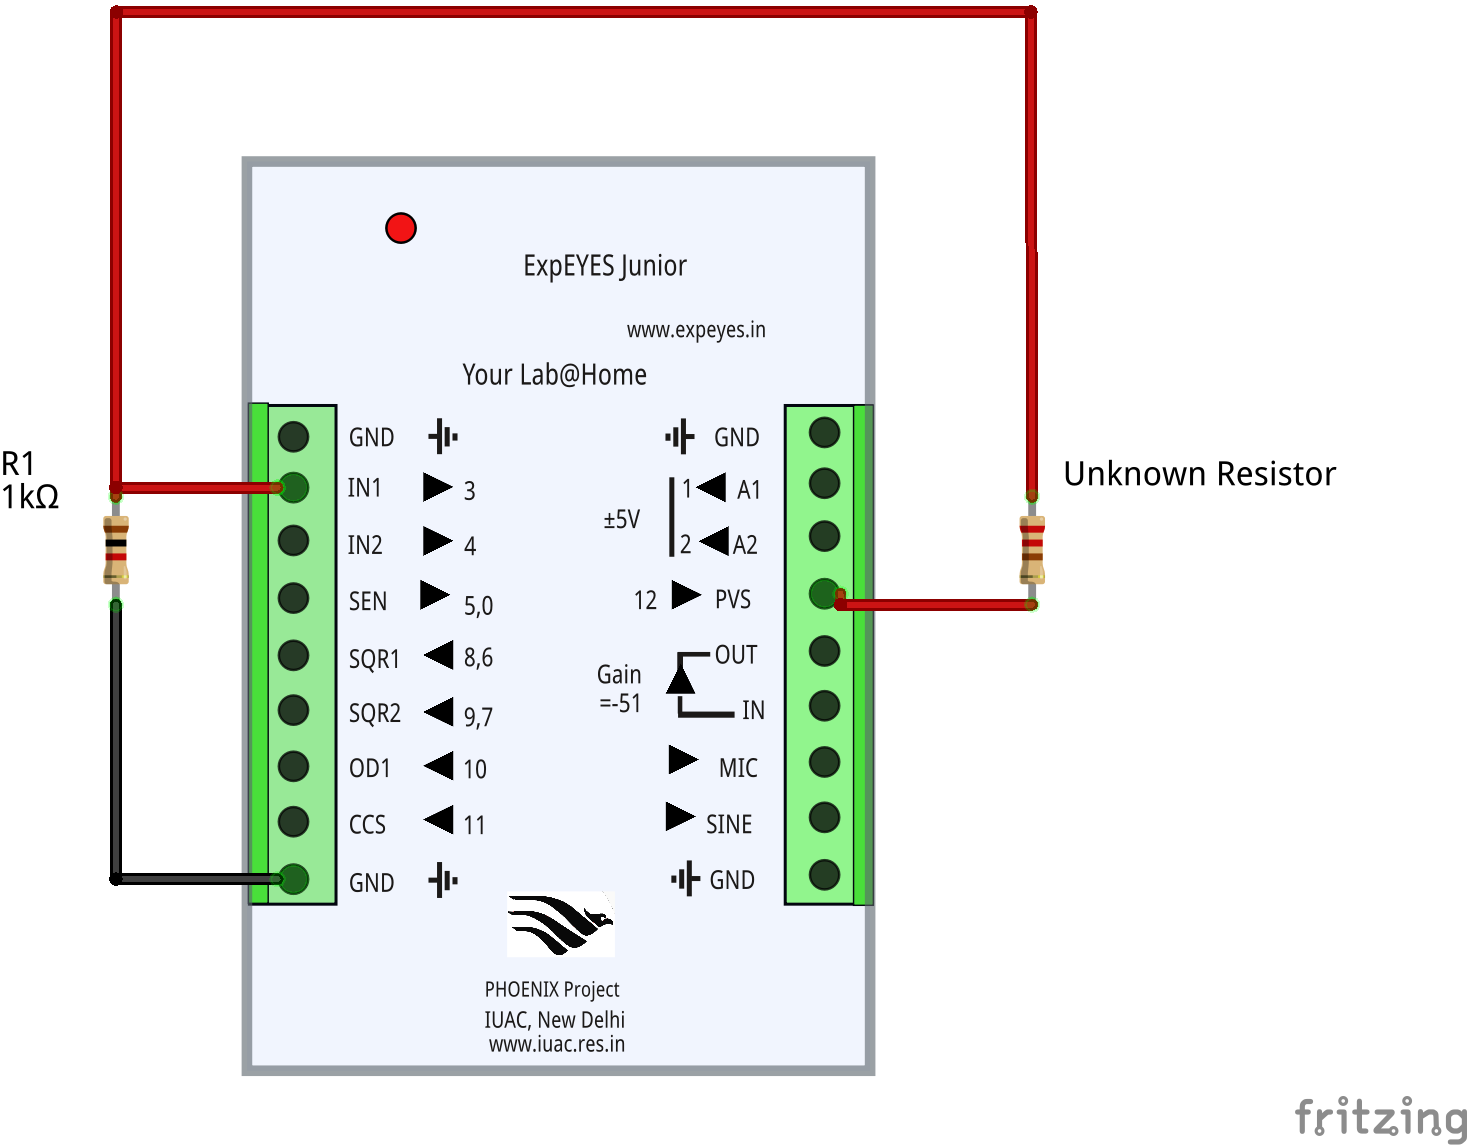 ExpEYES Junior
www.expeyes.in
Your Lab@Home
R1
1kΩ
Unknown Resistor
GND
IN1 3
IN2 4
SEN 5,0
SQR1 8,6
SQR2 9,7
OD1 10
CCS 11
GND
GND
1 A1
±5V
2 A2
12 PVS
OUT
Gain
=-51
IN
MIC
SINE
GND
PHOENIX Project
IUAC, New Delhi
www.iuac.res.in
fritzing